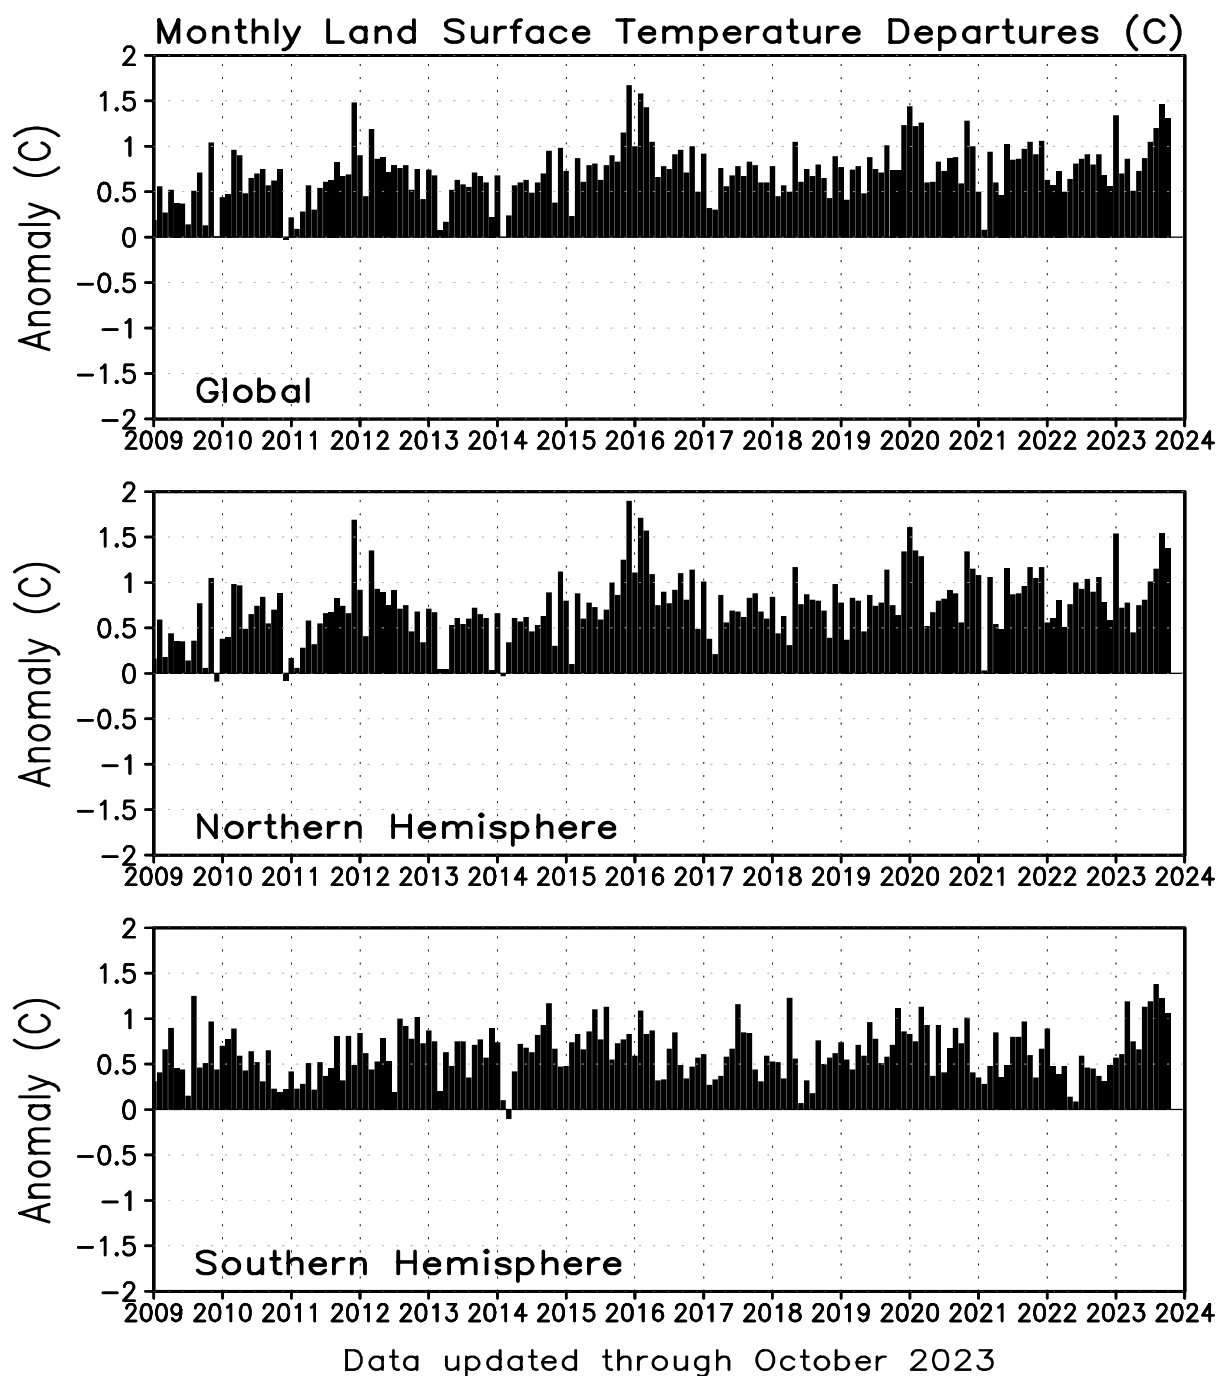 Monthly Land Surface Temperature Departures (C)
2
1.5
1
0.5
0
−0.5
−1
−1.5
−2
Anomaly (C)
Global
2009 2010 2011 2012 2013 2014 2015 2016 2017 2018 2019 2020 2021 2022 2023 2024
2
1.5
1
0.5
0
−0.5
−1
−1.5
−2
Anomaly (C)
Northern Hemisphere
2009 2010 2011 2012 2013 2014 2015 2016 2017 2018 2019 2020 2021 2022 2023 2024
2
1.5
1
0.5
0
−0.5
−1
−1.5
−2
Anomaly (C)
Southern Hemisphere
2009 2010 2011 2012 2013 2014 2015 2016 2017 2018 2019 2020 2021 2022 2023 2024
Data updated through October 2023